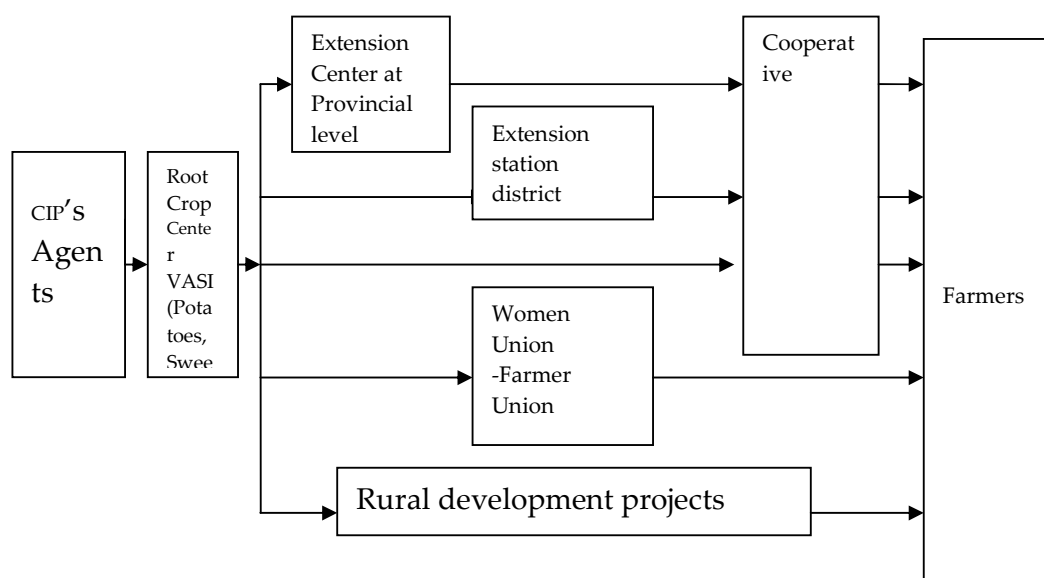 CIP's
Agen
ts
Root
Crop
Cente
r
VASI
(Pota
toes,
Swee
Extension
Center at
Provincial
level
Extension
station
district
Women
Union
-Farmer
Union
Rural development projects
Cooperat
ive
Farmers